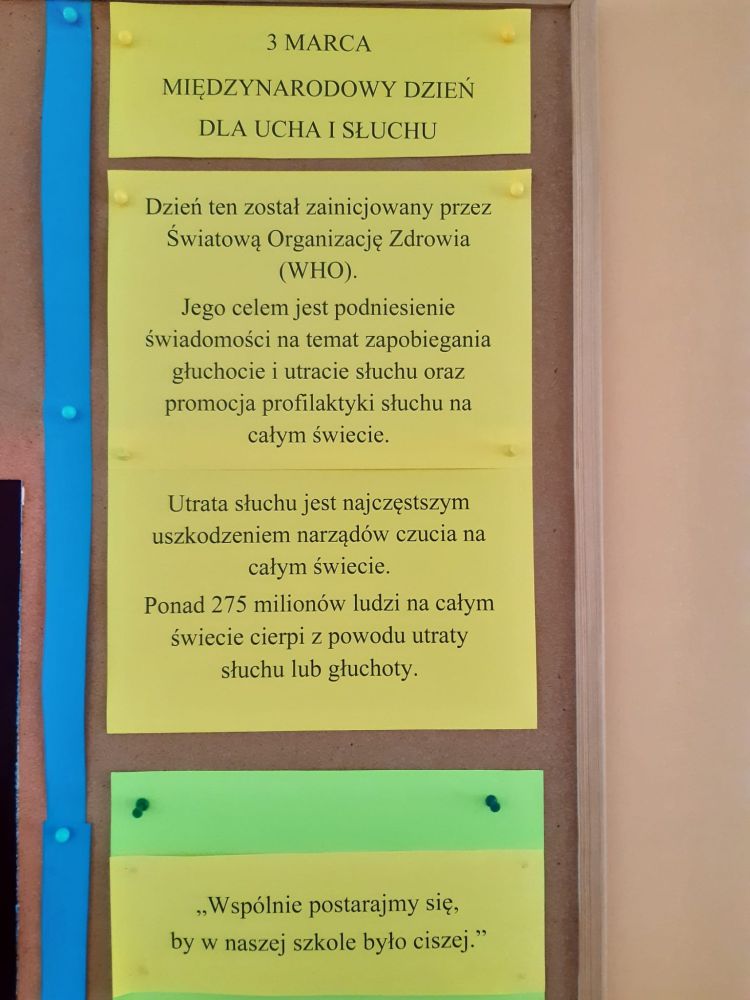 3 MARCA
MIĘDZYNARODOWY DZIEŃ
DLA UCHA I SŁUCHU
Dzień ten został zainicjowany przez
Światową Organizację Zdrowia
(WHO).
Jego celem jest podniesienie
świadomości na temat zapobiegania
głuchocie i utracie słuchu oraz
promocja profilaktyki słuchu na
całym świecie.
Utrata słuchu jest najczęstszym
uszkodzeniem narządów czucia na
całym świecie.
Ponad 275 milionów ludzi na całym
świecie cierpi z powodu utraty
słuchu lub głuchoty.
„Wspólnie postarajmy się,
by w naszej szkole było ciszej.”